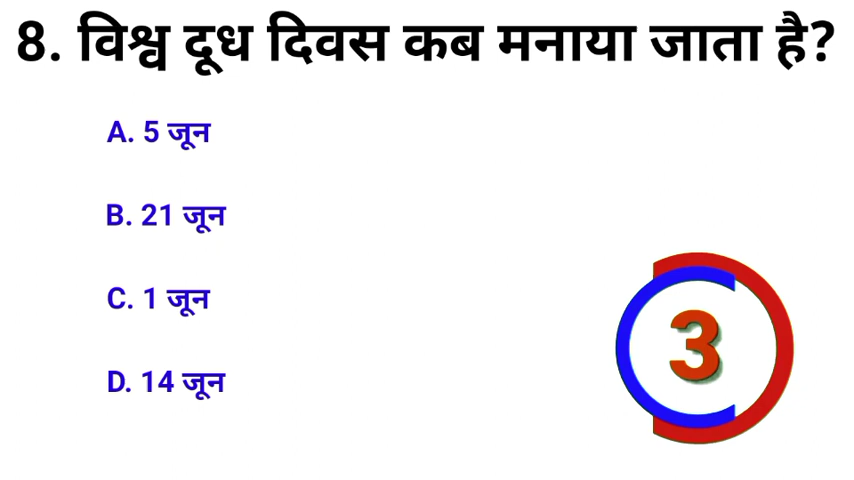 8. विश्व दूध दिवस कब मनाया जाता है?
A. 5 जून
B. 21 जून
C. 1 जून
D. 14 जून
3